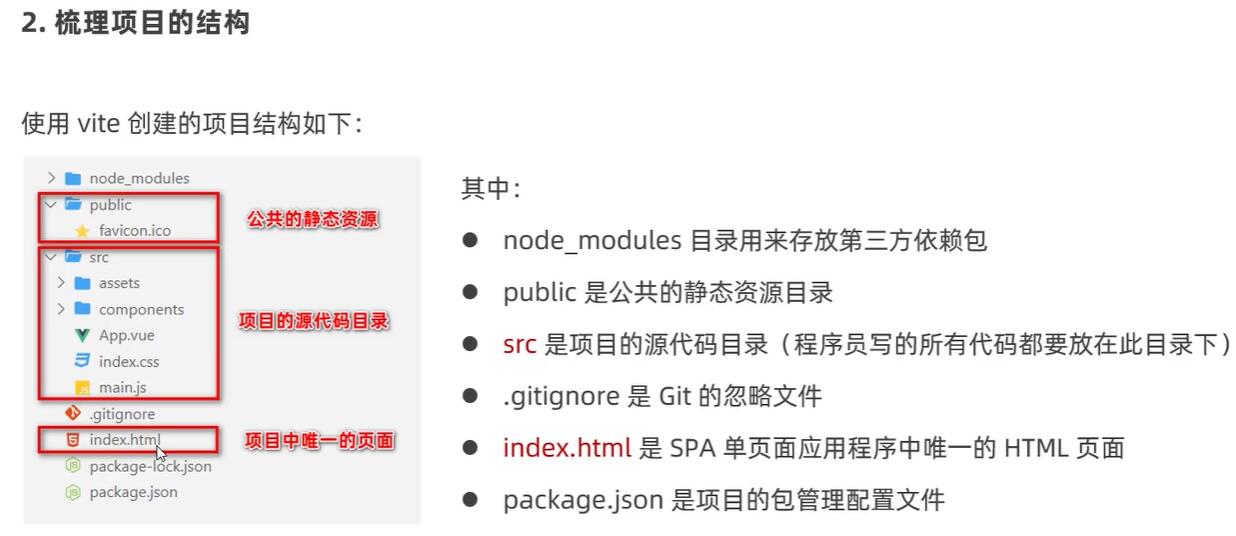 2. 梳理项目的结构
使用 vite 创建的项目结构如下：
node_modules
public
favicon.ico
公共的静态资源
src
assets
components
App.vue
index.css
main.js
项目的源代码目录
.gitignore
index.html
项目中唯一的页面
package-lock.json
package.json
其中：
● node_modules 目录用来存放第三方依赖包
● public 是公共的静态资源目录
● src 是项目的源代码目录（程序员写的所有代码都要放在此目录下）
● .gitignore 是 Git 的忽略文件
● index.html 是 SPA 单页面应用程序中唯一的 HTML 页面
● package.json 是项目的包管理配置文件